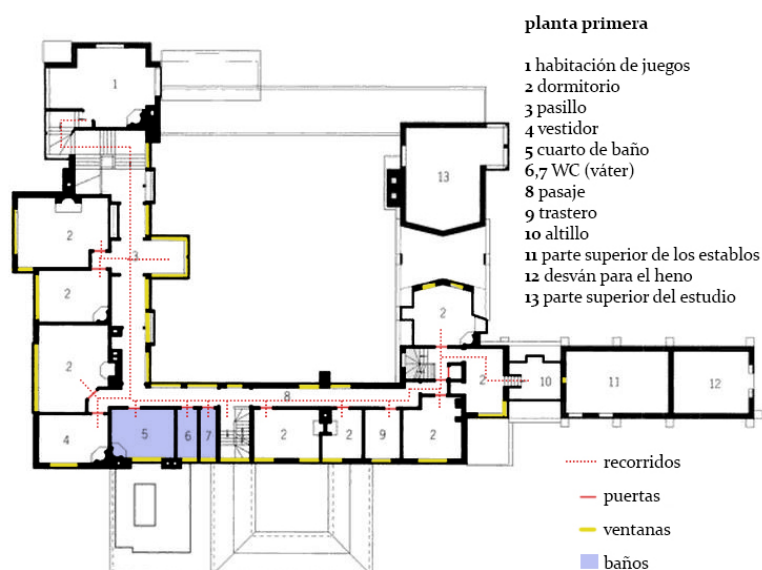 planta primera
1 habitación de juegos
2 dormitorio
3 pasillo
4 vestidor
5 cuarto de baño
6,7 WC (váter)
8 pasaje
9 trastero
10 altillo
11 parte superior de los establos
12 desván para el heno
13 parte superior del estudio
1
13
2
3
2
2
2
8
2
10
11
12
4
5
6
7
2
2
9
2
recorridos
puertas
ventanas
baños